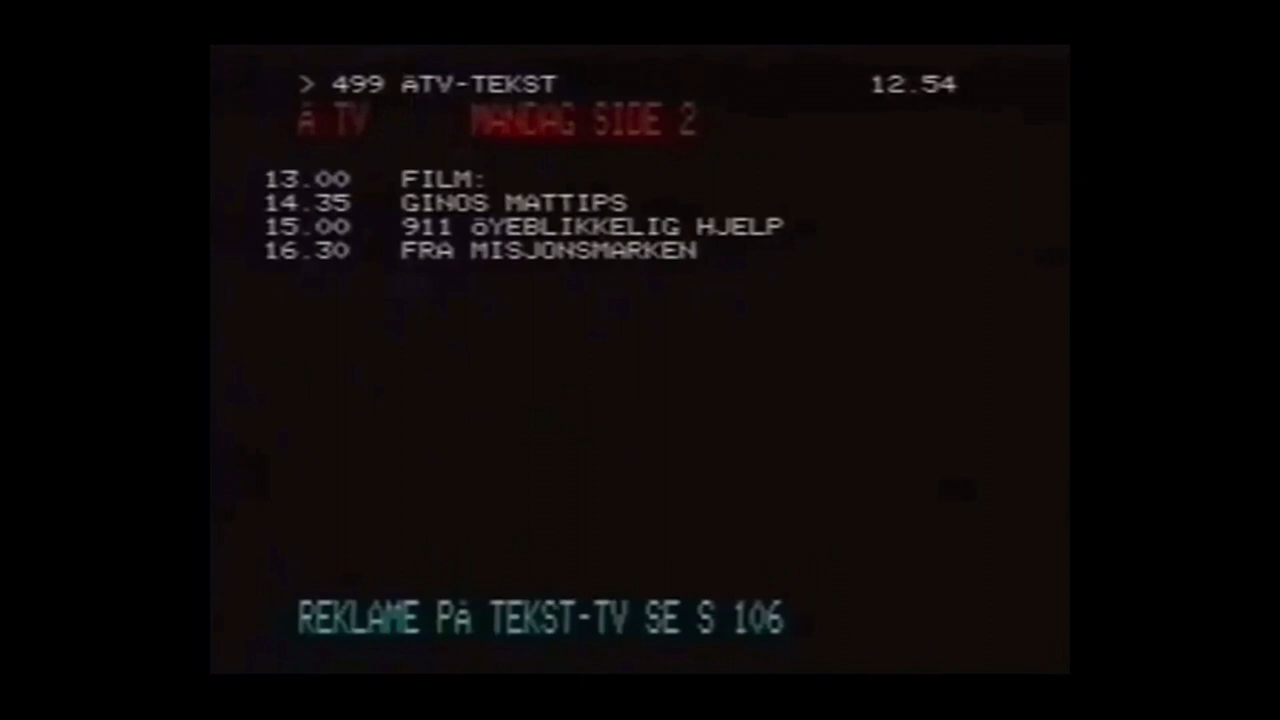 > 499 äTV-TEKST 12.54
Ä TV MANDAG SIDE 2
13.00 FILM:
14.35 GINOS MATTIPS
15.00 911 öYEBLIKKELIG HJELP
16.30 FRA MISJONSMARKEN
REKLAME På TEKST-TV SE S 106